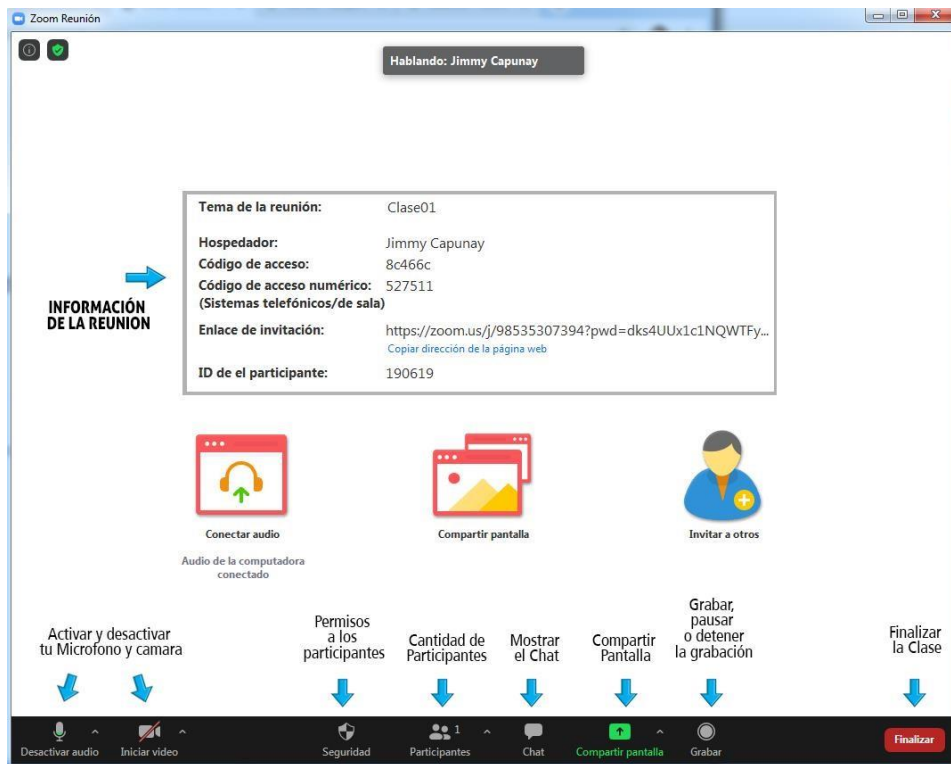 Zoom Reunión
Hablando: Jimmy Capunay
Tema de la reunión: Clase01
Hospedador: Jimmy Capunay
Código de acceso: 8c466c
Código de acceso numérico: 527511
(Sistemas telefónicos/de sala)
Enlace de invitación: https://zoom.us/j/98535307394?pwd=dks4UUx1c1NQWTFy...
Copiar dirección de la página web
ID de el participante: 190619
INFORMACIÓN
DE LA REUNION
Conectar audio
Audio de la computadora
conectado
Compartir pantalla
Invitar a otros
Activar y desactivar
tu Microfono y camara
Permisos
a los
participantes
Cantidad de
Participantes
Mostrar
el Chat
Compartir
Pantalla
Grabar,
pausar
o detener
la grabación
Finalizar
la Clase
Desactivar audio
Iniciar video
Seguridad
1
Participantes
Chat
Compartir pantalla
Grabar
Finalizar